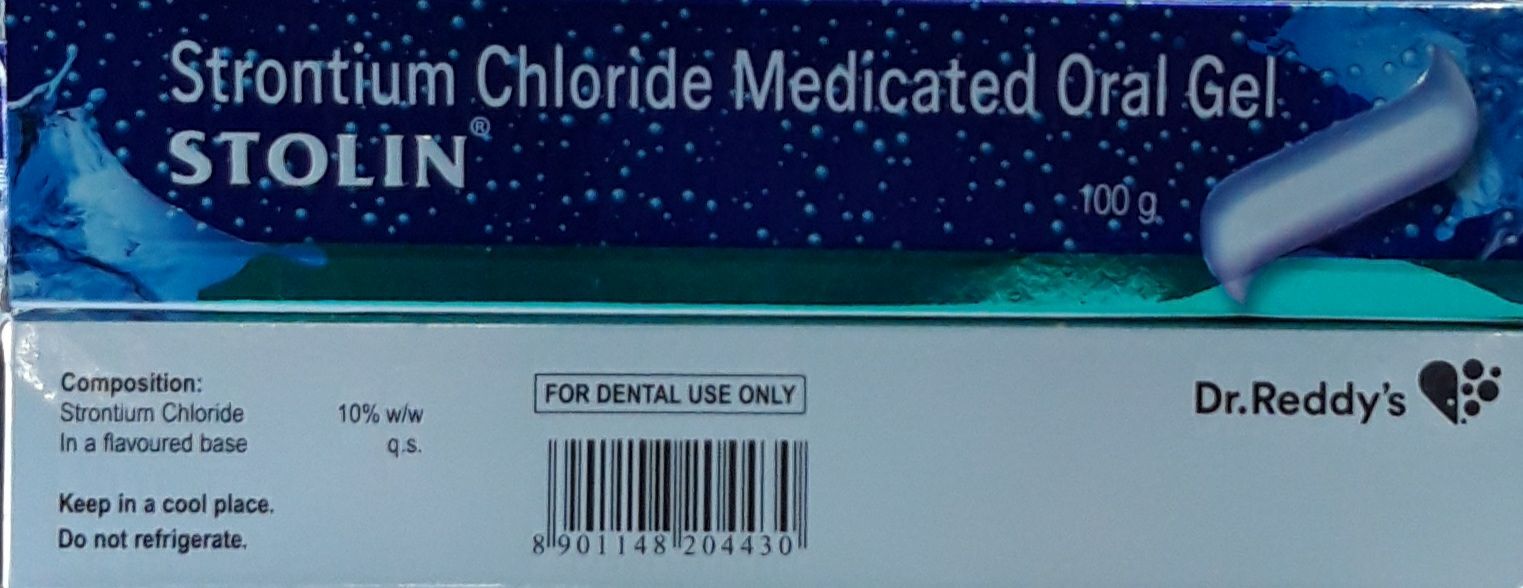 Strontium Chloride Medicated Oral Gel
STOLIN®
100 g
Composition:
Strontium Chloride 10% w/w
In a flavoured base q.s.
Keep in a cool place.
Do not refrigerate.
FOR DENTAL USE ONLY
8 901148 204430
Dr.Reddy's